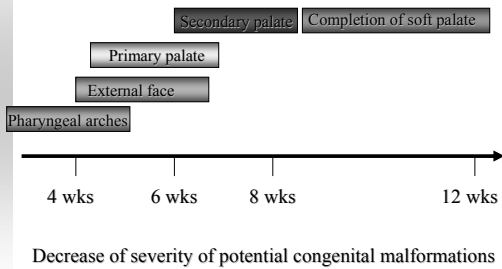 Secondary palate Completion of soft palate
Primary palate
External face
Pharyngeal arches
4 wks 6 wks 8 wks 12 wks
Decrease of severity of potential congenital malformations